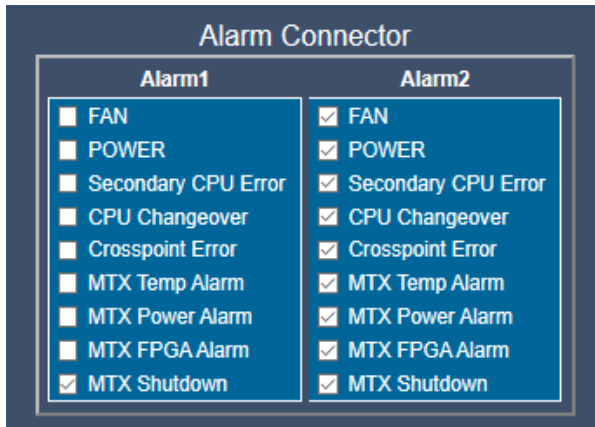 Alarm Connector
Alarm1 Alarm2
FAN FAN
POWER POWER
Secondary CPU Error Secondary CPU Error
CPU Changeover CPU Changeover
Crosspoint Error Crosspoint Error
MTX Temp Alarm MTX Temp Alarm
MTX Power Alarm MTX Power Alarm
MTX FPGA Alarm MTX FPGA Alarm
MTX Shutdown MTX Shutdown